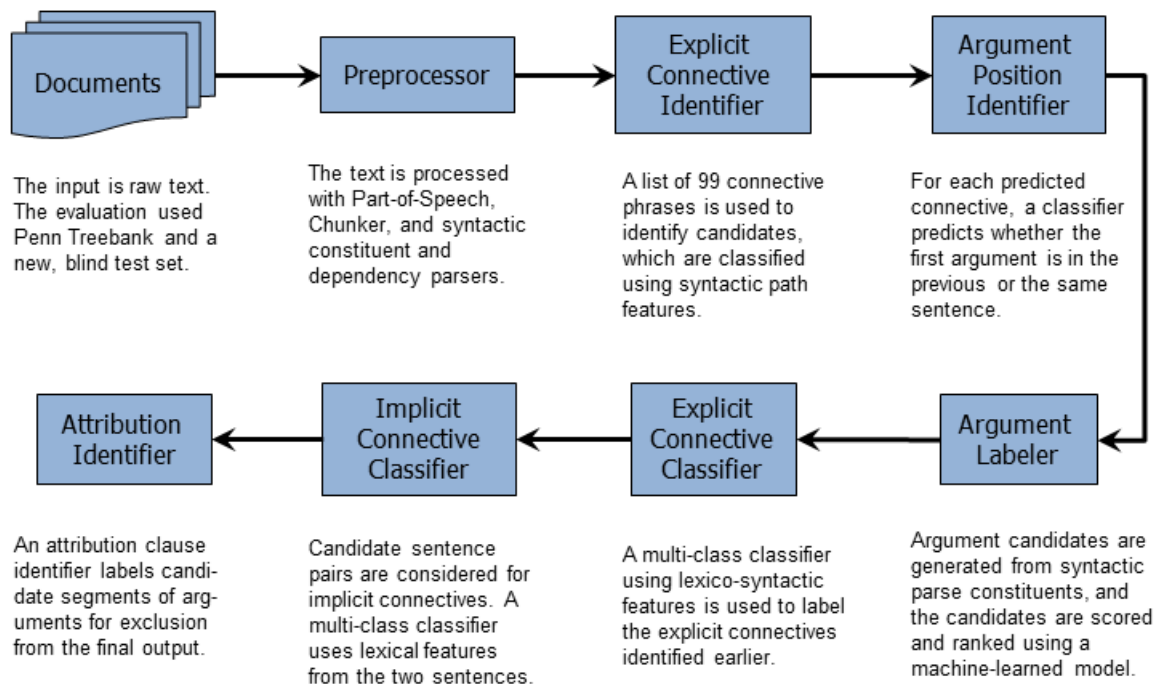 Documents
Preprocessor
Explicit
Connective
Identifier
Argument
Position
Identifier
The input is raw text.
The evaluation used
Penn Treebank and a
new, blind test set.
The text is processed
with Part-of-Speech,
Chunker, and syntactic
constituent and
dependency parsers.
A list of 99 connective
phrases is used to
identify candidates,
which are classified
using syntactic path
features.
For each predicted
connective, a classifier
predicts whether the
first argument is in the
previous or the same
sentence.
Attribution
Identifier
Implicit
Connective
Classifier
Explicit
Connective
Classifier
Argument
Labeler
An attribution clause
identifier labels candi-
date segments of arg-
uments for exclusion
from the final output.
Candidate sentence
pairs are considered for
implicit connectives. A
multi-class classifier
uses lexical features
from the two sentences.
A multi-class classifier
using lexico-syntactic
features is used to label
the explicit connectives
identified earlier.
Argument candidates are
generated from syntactic
parse constituents, and
the candidates are scored
and ranked using a
machine-learned model.